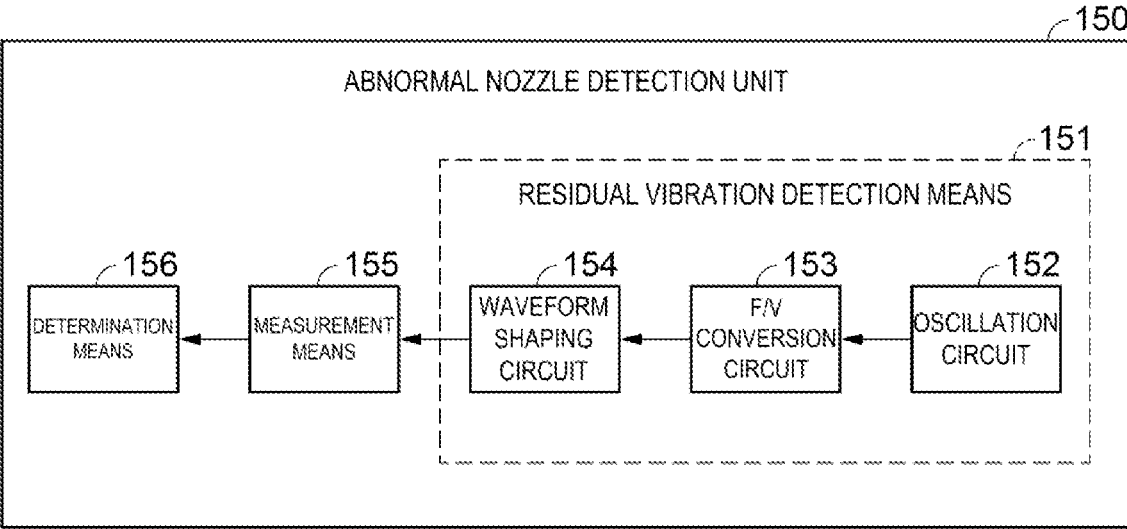 150
ABNORMAL NOZZLE DETECTION UNIT
151
RESIDUAL VIBRATION DETECTION MEANS
156
155
154
153
152
DETERMINATION
MEANS
MEASUREMENT
MEANS
WAVEFORM
SHAPING
CIRCUIT
F/V
CONVERSION
CIRCUIT
OSCILLATION
CIRCUIT